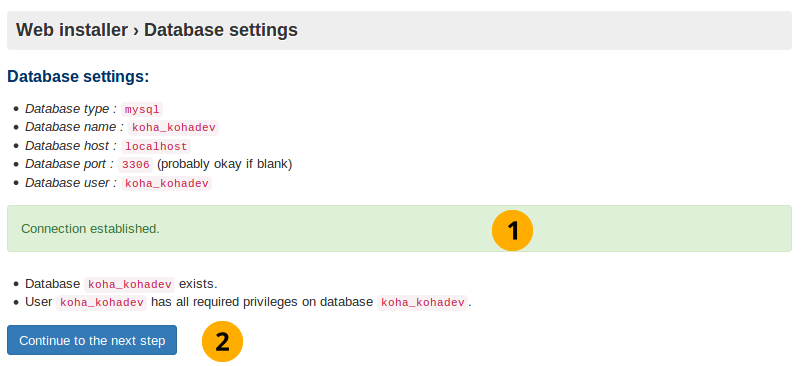 Web installer › Database settings
Database settings:
• Database type : mysql
• Database name : koha_kohadev
• Database host : localhost
• Database port : 3306 (probably okay if blank)
• Database user : koha_kohadev
Connection established. 1
• Database koha_kohadev exists.
• User koha_kohadev has all required privileges on database koha_kohadev.
Continue to the next step 2